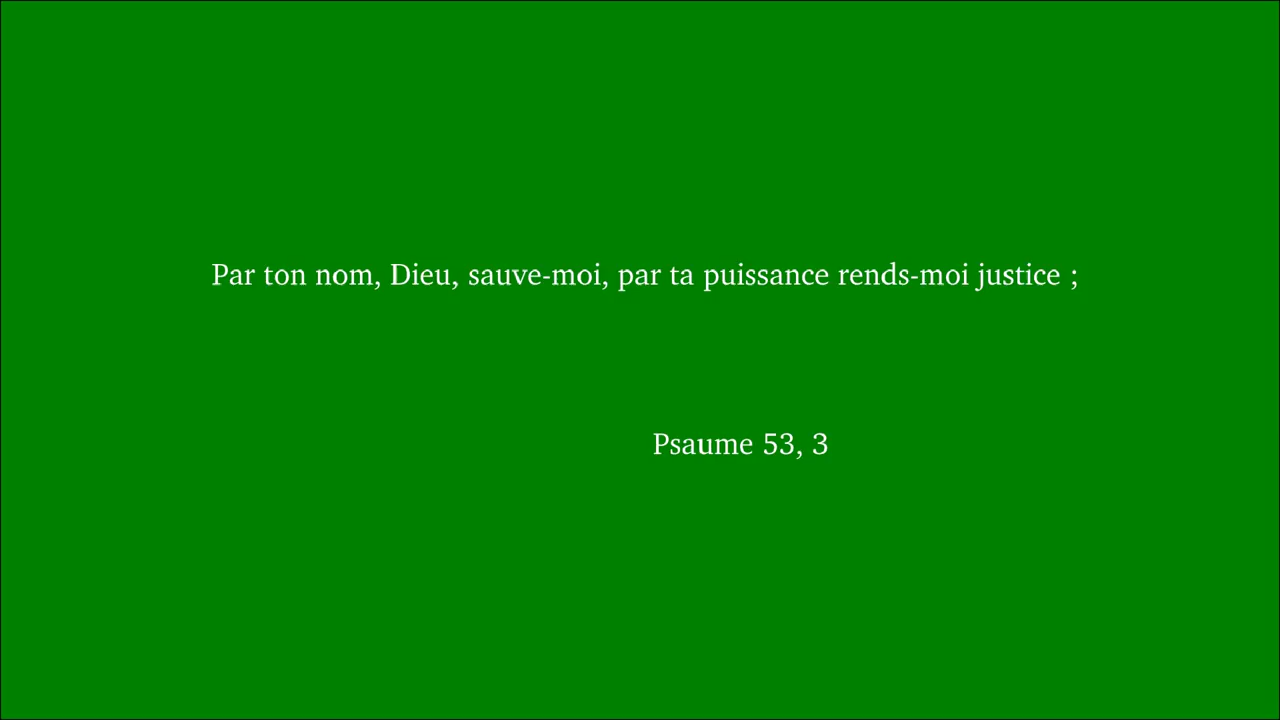 Par ton nom, Dieu, sauve-moi, par ta puissance rends-moi justice ;
Psaume 53, 3